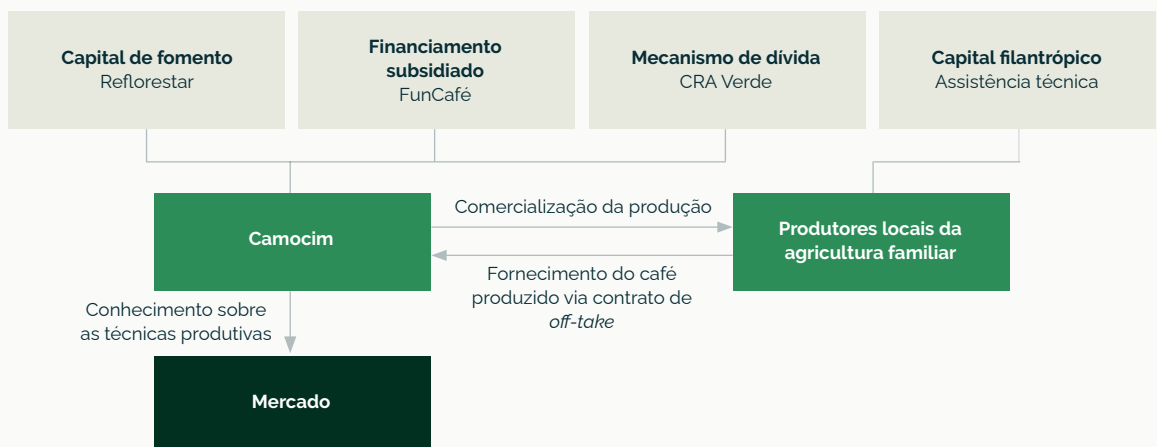 Capital de fomento
Reflorestar
Financiamento
subsidiado
FunCafé
Mecanismo de dívida
CRA Verde
Capital filantrópico
Assistência técnica
Camocim
Comercialização da produção
Produtores locais da
agricultura familiar
Fornecimento do café
produzido via contrato de
off-take
Conhecimento sobre
as técnicas produtivas
Mercado